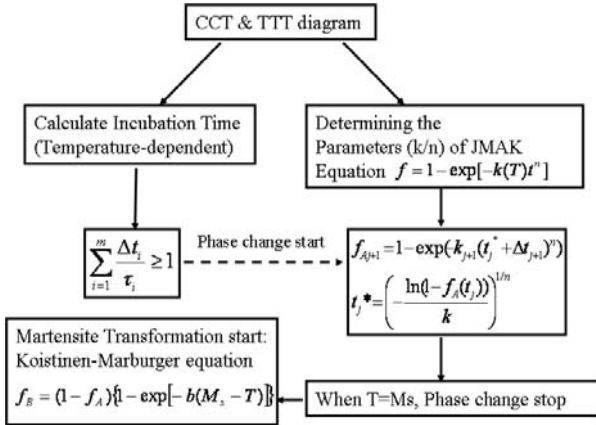 CCT & TTT diagram
Calculate Incubation Time
(Temperature-dependent)
Determining the
Parameters (k/n) of JMAK
Equation f = 1 − exp[−k(T)tⁿ]
∑_{i=1}^{m} Δt_i/τ_i ≥ 1
Phase change start
f_{Aj+1} = 1 − exp(−k_{j+1}(t_j^* + Δt_{j+1})^n)
t_j* = (− ln(1 − f_A(t_j))/k)^{1/n}
Martensite Transformation start:
Koistinen-Marburger equation
f_B = (1 − f_A){1 − exp[−b(M_s − T)]}
When T=Ms, Phase change stop